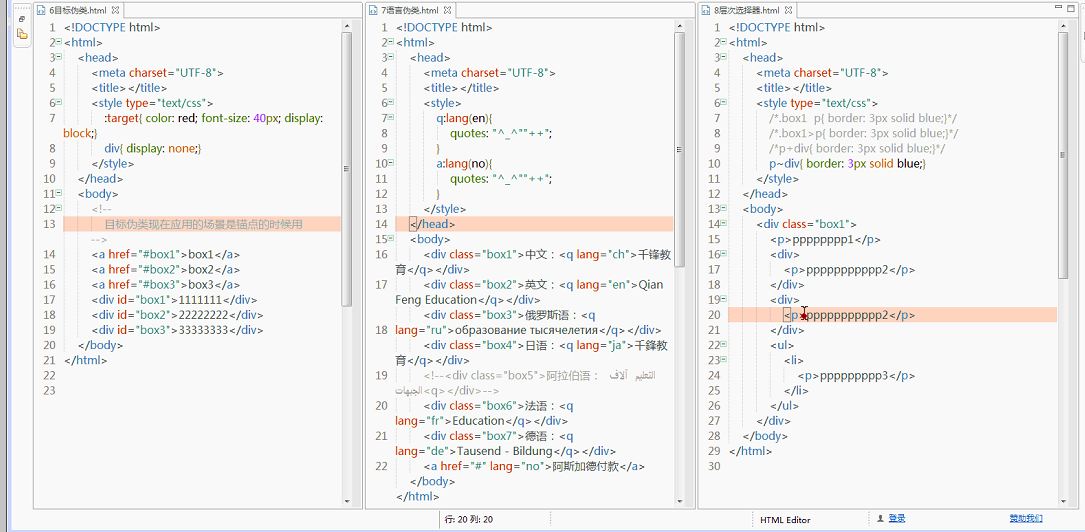 6目标伪类.html
1 <!DOCTYPE html>
2 <html>
3 <head>
4 <meta charset="UTF-8">
5 <title></title>
6 <style type="text/css">
7 :target{ color: red; font-size: 40px; display:
block;}
8 div{ display: none;}
9 </style>
10 </head>
11 <body>
12 <!--
13 目标伪类现在应用的场景是锚点的时候用
-->
14 <a href="#box1">box1</a>
15 <a href="#box2">box2</a>
16 <a href="#box3">box3</a>
17 <div id="box1">1111111</div>
18 <div id="box2">22222222</div>
19 <div id="box3">33333333</div>
20 </body>
21 </html>
22
23
7语言伪类.html
1 <!DOCTYPE html>
2 <html>
3 <head>
4 <meta charset="UTF-8">
5 <title></title>
6 <style>
7 q:lang(en){
8 quotes: "^_^""++";
9 }
10 a:lang(no){
11 quotes: "^_^""++";
12 }
13 </style>
14 </head>
15 <body>
16 <div class="box1">中文：<q lang="ch">千锋教
育</q></div>
17 <div class="box2">英文：<q lang="en">Qian
Feng Education</q></div>
<div class="box3">俄罗斯语：<q
18 lang="ru">образование тысячелетия</q></div>
<div class="box4">日语：<q lang="ja">千鋒教
育</q></div>
19 <!--<div class="box5">阿拉伯语： التعليم آلاف
الجبهات<q></div>-->
20 <div class="box6">法语：<q
lang="fr">Education</q></div>
21 <div class="box7">德语：<q
lang="de">Tausend - Bildung</q></div>
22 <a href="#" lang="no">阿斯加德付款</a>
</body>
</html>
8层次选择器.html
1 <!DOCTYPE html>
2 <html>
3 <head>
4 <meta charset="UTF-8">
5 <title></title>
6 <style type="text/css">
7 /*.box1 p{ border: 3px solid blue;}*/
8 /*.box1>p{ border: 3px solid blue;}*/
9 /*p+div{ border: 3px solid blue;}*/
10 p~div{ border: 3px solid blue;}
11 </style>
12 </head>
13 <body>
14 <div class="box1">
15 <p>pppppppp1</p>
16 <div>
17 <p>ppppppppppp2</p>
18 </div>
19 <div>
20 <p>ppppppppppp2</p>
21 </div>
22 <ul>
23 <li>
24 <p>ppppppppp3</p>
25 </li>
26 </ul>
27 </div>
28 </body>
29 </html>
30
行: 20 列: 20
HTML Editor
登录
赞助我们